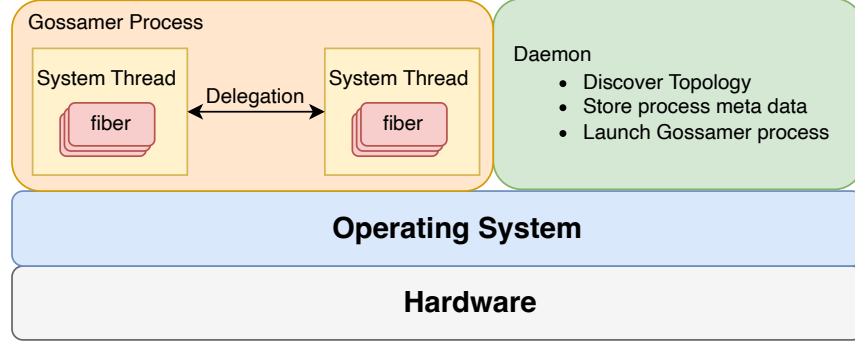 Gossamer Process
System Thread
fiber
Delegation
System Thread
fiber
Daemon
• Discover Topology
• Store process meta data
• Launch Gossamer process
Operating System
Hardware